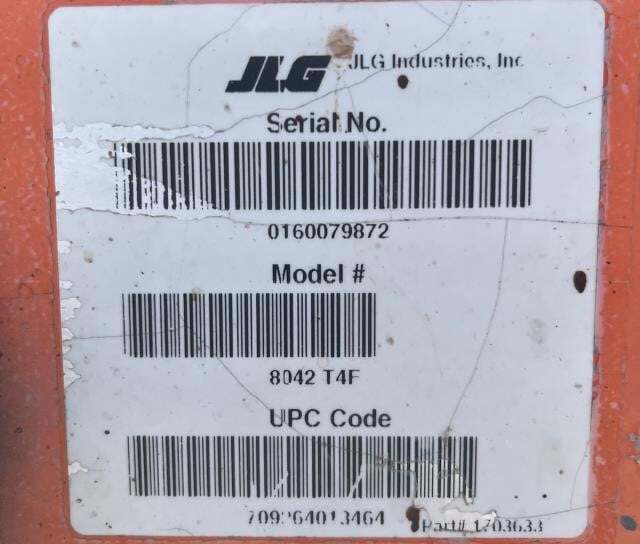 JLG JLG Industries, Inc
Serial No.
0160079872
Model #
8042 T4F
UPC Code
Part# 1703633